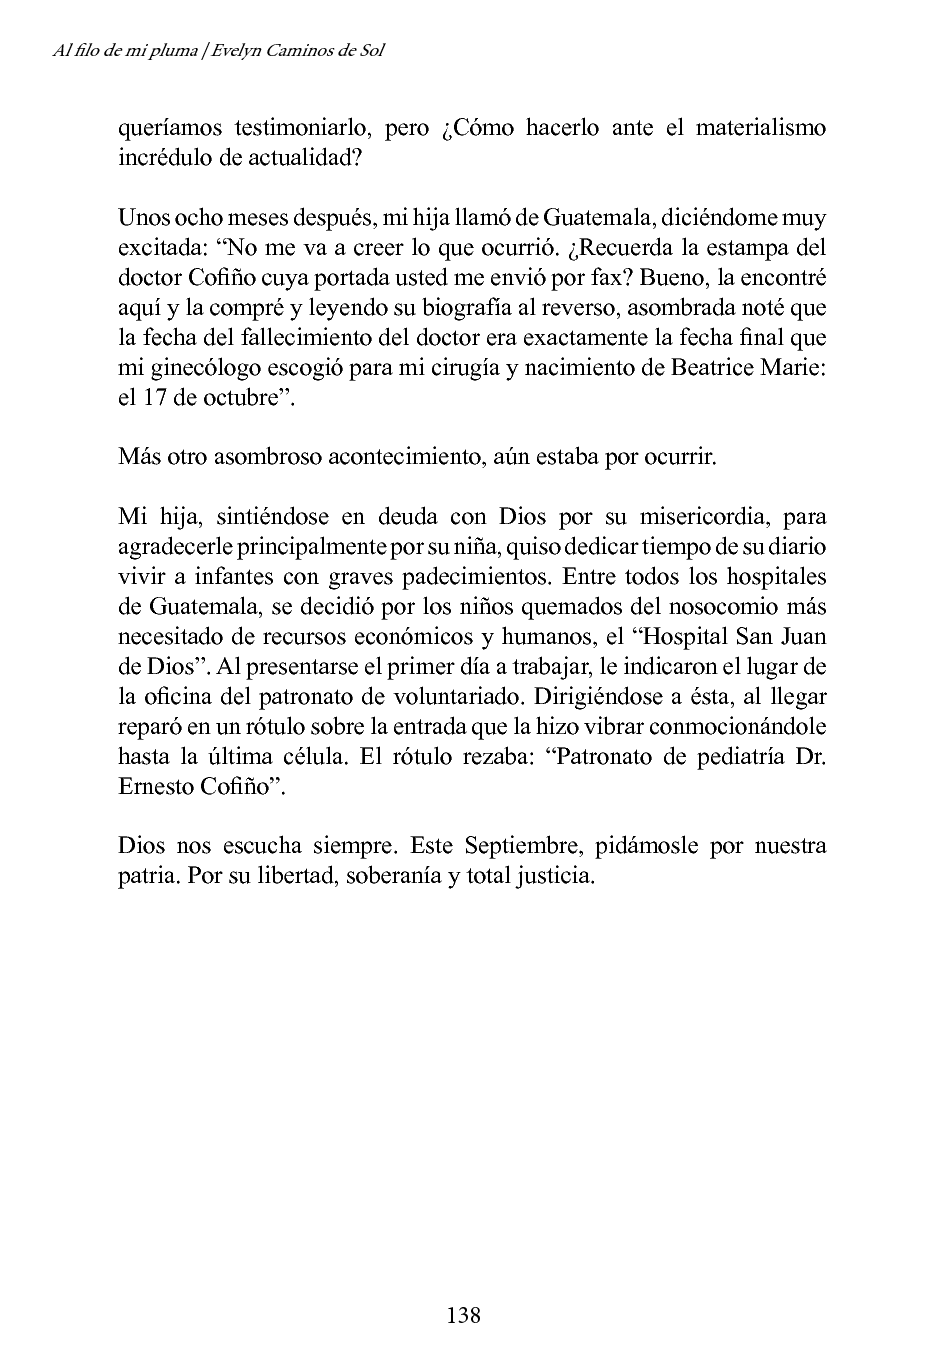 Al filo de mi pluma | Evelyn Caminos de Sol
queríamos testimoniarlo, pero ¿Cómo hacerlo ante el materialismo
incrédulo de actualidad?
Unos ocho meses después, mi hija llamó de Guatemala, diciéndome muy
excitada: “No me va a creer lo que ocurrió. ¿Recuerda la estampa del
doctor Cofiño cuya portada usted me envió por fax? Bueno, la encontré
aquí y la compré y leyendo su biografía al reverso, asombrada noté que
la fecha del fallecimiento del doctor era exactamente la fecha final que
mi ginecólogo escogió para mi cirugía y nacimiento de Beatrice Marie:
el 17 de octubre”.
Más otro asombroso acontecimiento, aún estaba por ocurrir.
Mi hija, sintiéndose en deuda con Dios por su misericordia, para
agradecerle principalmente por su niña, quiso dedicar tiempo de su diario
vivir a infantes con graves padecimientos. Entre todos los hospitales
de Guatemala, se decidió por los niños quemados del nosocomio más
necesitado de recursos económicos y humanos, el “Hospital San Juan
de Dios”. Al presentarse el primer día a trabajar, le indicaron el lugar de
la oficina del patronato de voluntariado. Dirigiéndose a ésta, al llegar
reparó en un rótulo sobre la entrada que la hizo vibrar conmocionándole
hasta la última célula. El rótulo rezaba: “Patronato de pediatría Dr.
Ernesto Cofiño”.
Dios nos escucha siempre. Este Septiembre, pidámosle por nuestra
patria. Por su libertad, soberanía y total justicia.
138